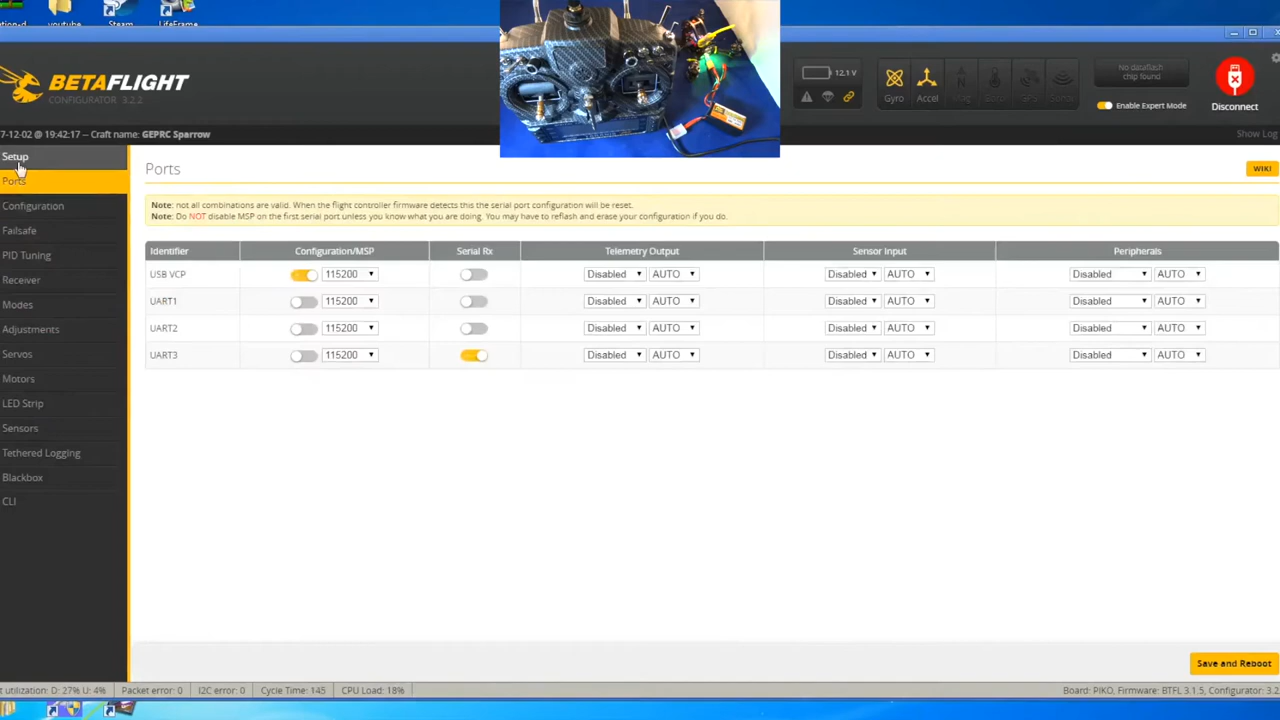 youtube
Steam
LifeFrame
BETAFLIGHT
CONFIGURATOR 3.2.2
12.1 V
Gyro
Accel
No dataflash
chip found
Enable Expert Mode
Disconnect
7-12-02 @ 19:42:17 -- Craft name: GEPRC Sparrow
Show Log
Setup
Ports
Configuration
Failsafe
PID Tuning
Receiver
Modes
Adjustments
Servos
Motors
LED Strip
Sensors
Tethered Logging
Blackbox
CLI
Ports
WIKI
Note: not all combinations are valid. When the flight controller firmware detects this the serial port configuration will be reset.
Note: Do NOT disable MSP on the first serial port unless you know what you are doing. You may have to reflash and erase your configuration if you do.
Identifier Configuration/MSP Serial Rx Telemetry Output Sensor Input Peripherals
USB VCP 115200 Disabled AUTO Disabled AUTO Disabled AUTO
UART1 115200 Disabled AUTO Disabled AUTO Disabled AUTO
UART2 115200 Disabled AUTO Disabled AUTO Disabled AUTO
UART3 115200 Disabled AUTO Disabled AUTO Disabled AUTO
Save and Reboot
t utilization: D: 27% U: 4% Packet error: 0 I2C error: 0 Cycle Time: 145 CPU Load: 18% Board: PIKO, Firmware: BTFL 3.1.5, Configurator: 3.2